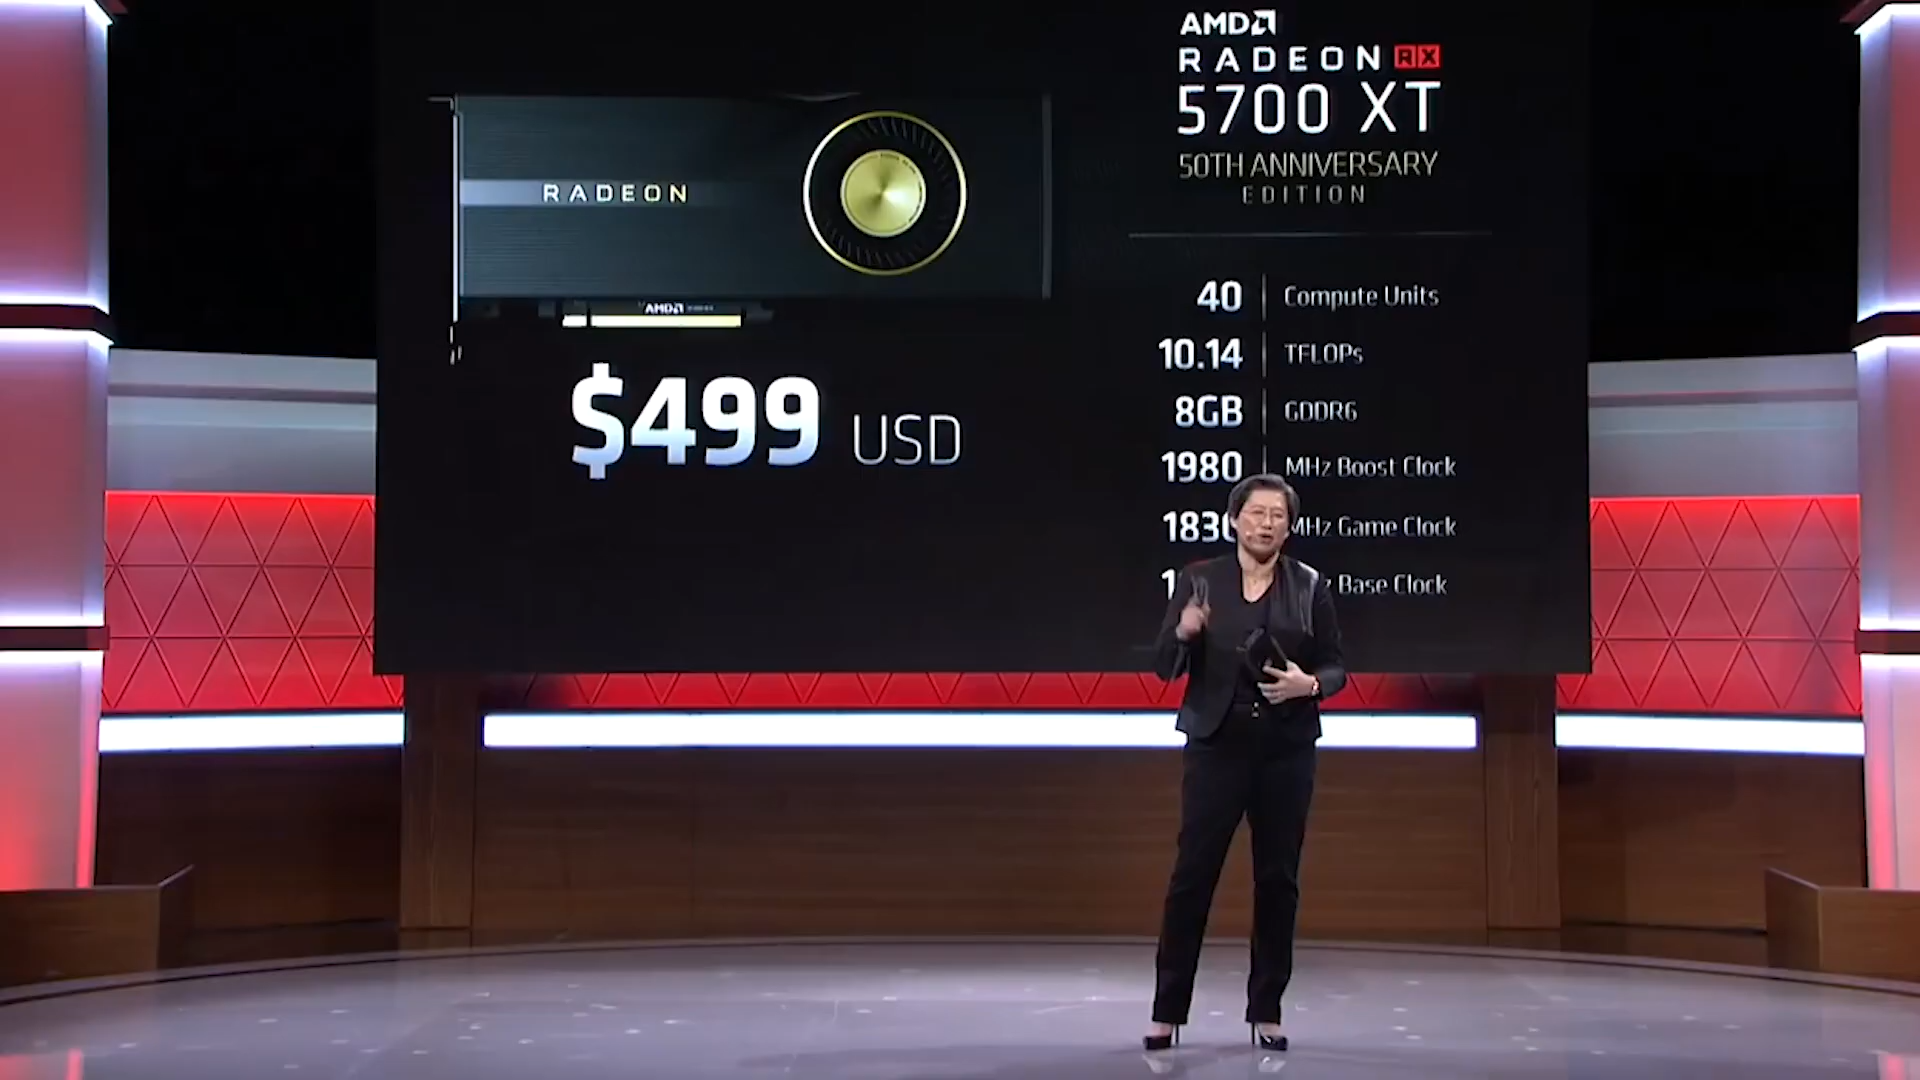 AMD
RADEON RX
5700 XT
50TH ANNIVERSARY
EDITION
RADEON
AMD
$499 USD
40 Compute Units
10.14 TFLOPs
8GB GDDR6
1980 MHz Boost Clock
MHz Game Clock
Base Clock